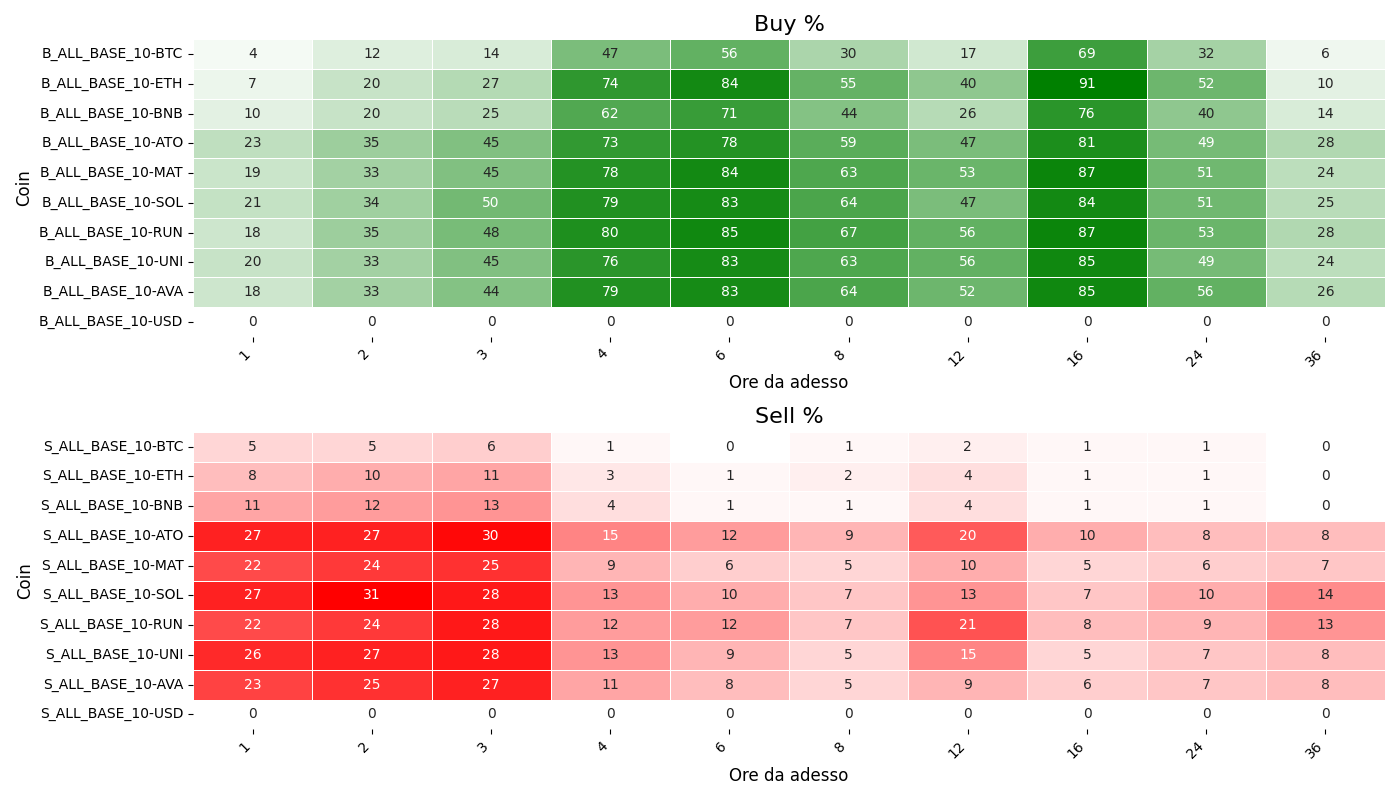 Buy %
Coin
B_ALL_BASE_10-BTC 4 12 14 47 56 30 17 69 32 6
B_ALL_BASE_10-ETH 7 20 27 74 84 55 40 91 52 10
B_ALL_BASE_10-BNB 10 20 25 62 71 44 26 76 40 14
B_ALL_BASE_10-ATO 23 35 45 73 78 59 47 81 49 28
B_ALL_BASE_10-MAT 19 33 45 78 84 63 53 87 51 24
B_ALL_BASE_10-SOL 21 34 50 79 83 64 47 84 51 25
B_ALL_BASE_10-RUN 18 35 48 80 85 67 56 87 53 28
B_ALL_BASE_10-UNI 20 33 45 76 83 63 56 85 49 24
B_ALL_BASE_10-AVA 18 33 44 79 83 64 52 85 56 26
B_ALL_BASE_10-USD 0 0 0 0 0 0 0 0 0 0
1 2 3 4 6 8 12 16 24 36
Ore da adesso
Sell %
Coin
S_ALL_BASE_10-BTC 5 5 6 1 0 1 2 1 1 0
S_ALL_BASE_10-ETH 8 10 11 3 1 2 4 1 1 0
S_ALL_BASE_10-BNB 11 12 13 4 1 1 4 1 1 0
S_ALL_BASE_10-ATO 27 27 30 15 12 9 20 10 8 8
S_ALL_BASE_10-MAT 22 24 25 9 6 5 10 5 6 7
S_ALL_BASE_10-SOL 27 31 28 13 10 7 13 7 10 14
S_ALL_BASE_10-RUN 22 24 28 12 12 7 21 8 9 13
S_ALL_BASE_10-UNI 26 27 28 13 9 5 15 5 7 8
S_ALL_BASE_10-AVA 23 25 27 11 8 5 9 6 7 8
S_ALL_BASE_10-USD 0 0 0 0 0 0 0 0 0 0
1 2 3 4 6 8 12 16 24 36
Ore da adesso